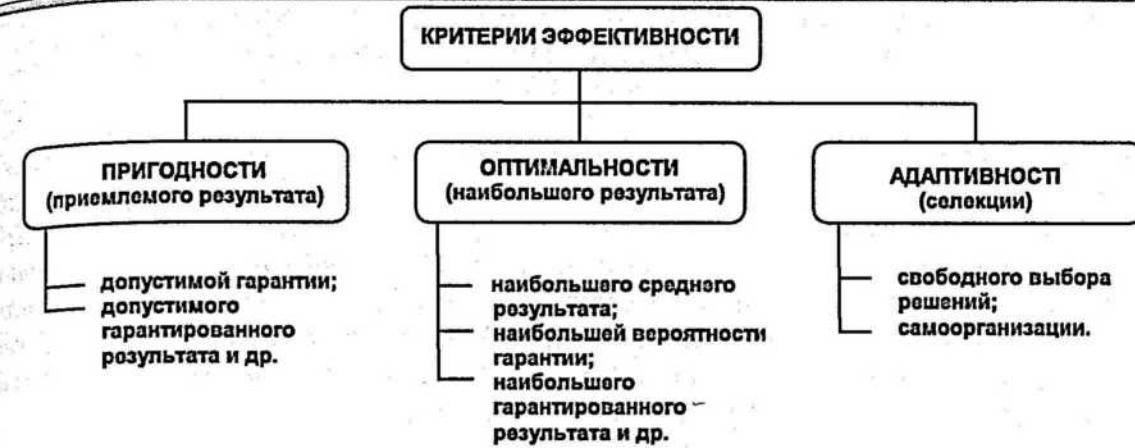 КРИТЕРИИ ЭФФЕКТИВНОСТИ
ПРИГОДНОСТИ
(приемлемого результата)
допустимой гарантии;
допустимого
гарантированного
результата и др.
ОПТИМАЛЬНОСТИ
(наибольшего результата)
наибольшего среднего
результата;
наибольшей вероятности
гарантии;
наибольшего
гарантированного
результата и др.
АДАПТИВНОСТИ
(селекции)
свободного выбора
решений;
самоорганизации.